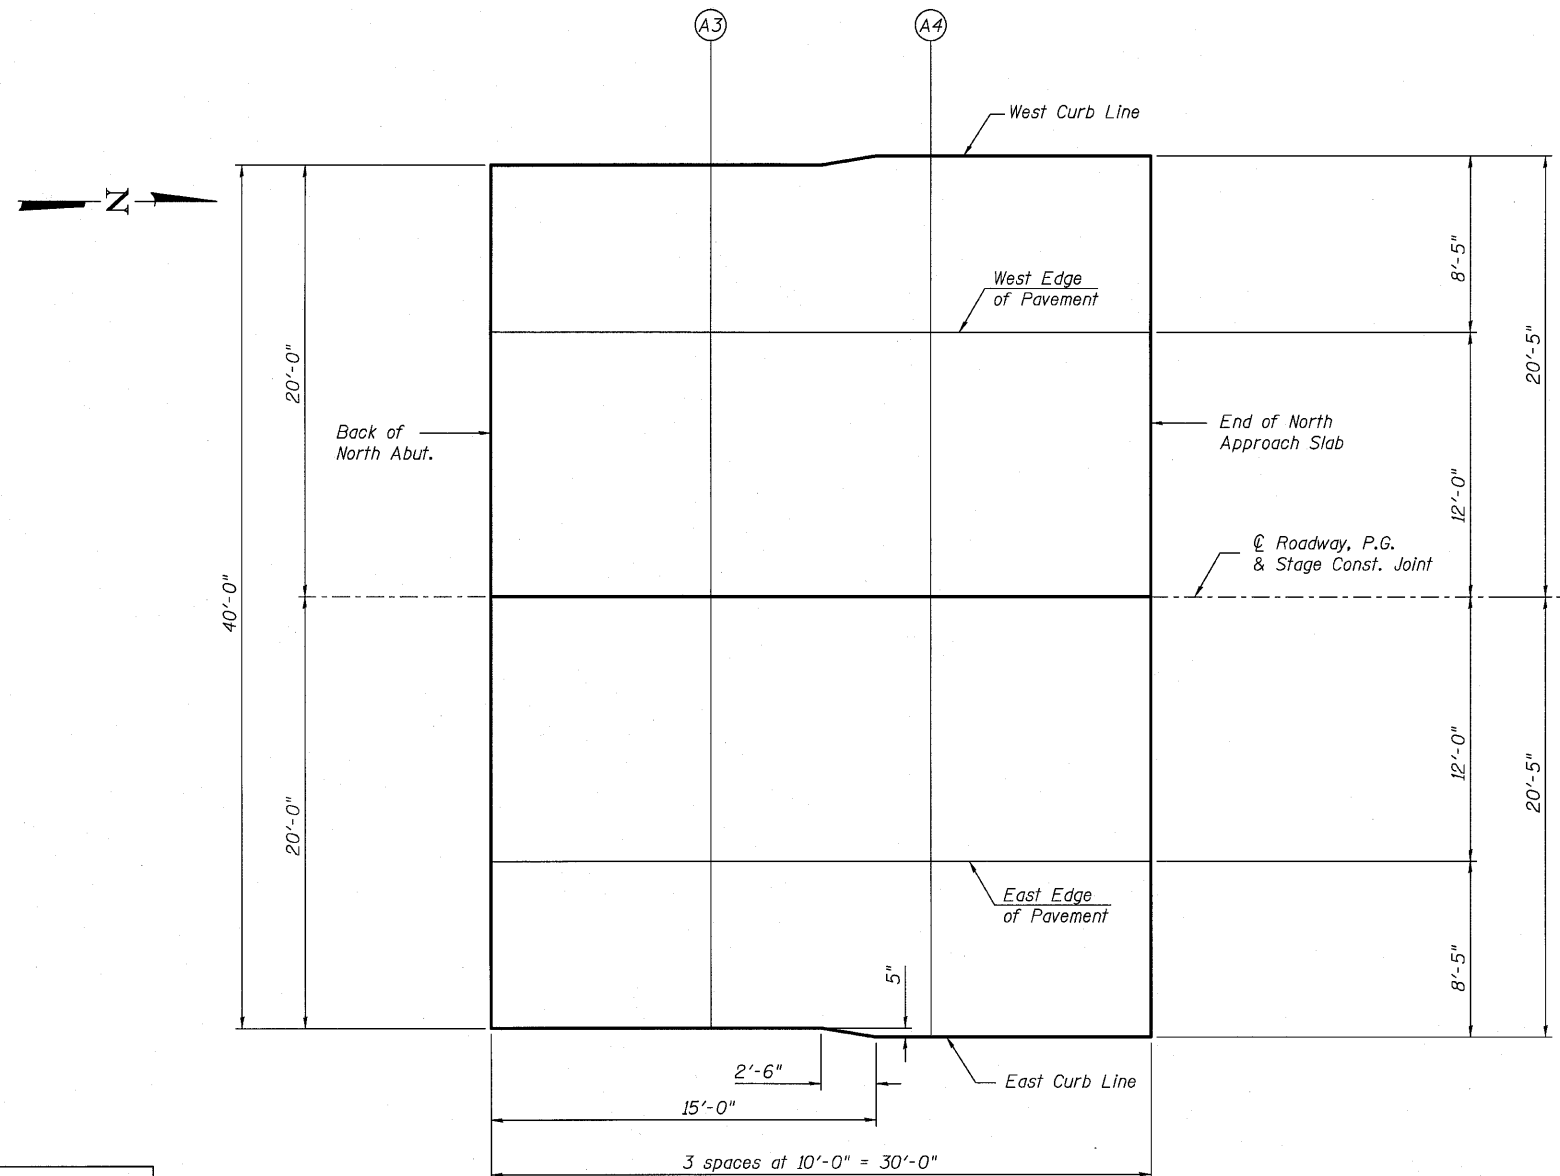 A3
A4
West Curb Line
N
West Edge
of Pavement
8'-5"
20'-0"
20'-5"
Back of
North Abut.
End of North
Approach Slab
12'-0"
℄ Roadway, P.G.
& Stage Const. Joint
40'-0"
12'-0"
20'-0"
20'-5"
East Edge
of Pavement
5"
8'-5"
2'-6"
East Curb Line
15'-0"
3 spaces at 10'-0" = 30'-0"